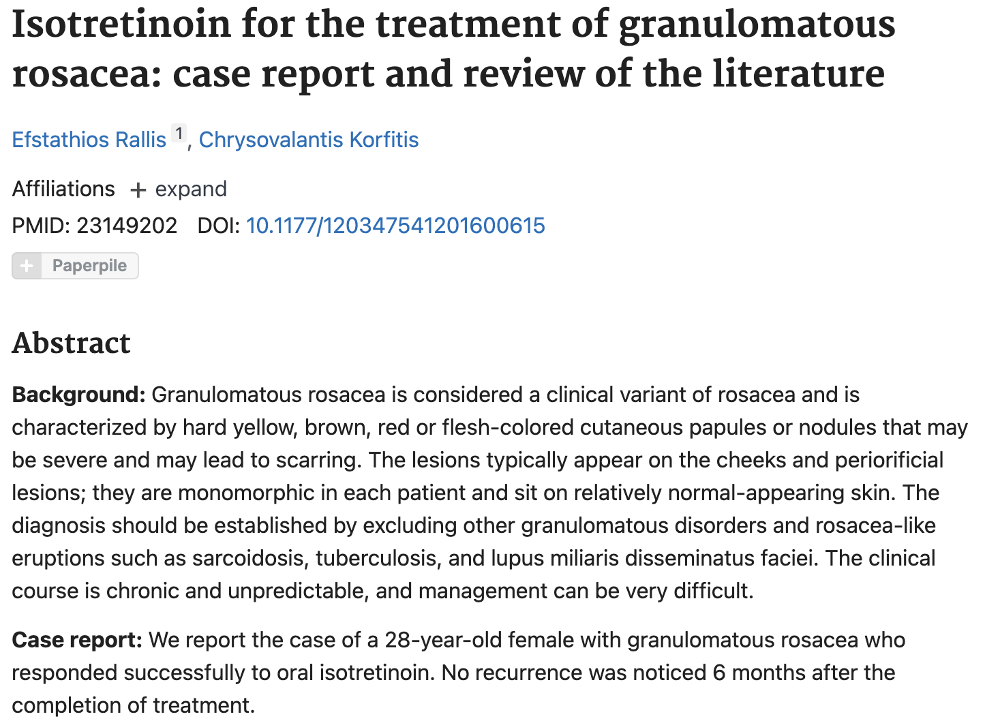 Isotretinoin for the treatment of granulomatous
rosacea: case report and review of the literature
Efstathios Rallis 1, Chrysovalantis Korfitis
Affiliations + expand
PMID: 23149202 DOI: 10.1177/120347541201600615
+ Paperpile
Abstract
Background: Granulomatous rosacea is considered a clinical variant of rosacea and is
characterized by hard yellow, brown, red or flesh-colored cutaneous papules or nodules that may
be severe and may lead to scarring. The lesions typically appear on the cheeks and periorificial
lesions; they are monomorphic in each patient and sit on relatively normal-appearing skin. The
diagnosis should be established by excluding other granulomatous disorders and rosacea-like
eruptions such as sarcoidosis, tuberculosis, and lupus miliaris disseminatus faciei. The clinical
course is chronic and unpredictable, and management can be very difficult.
Case report: We report the case of a 28-year-old female with granulomatous rosacea who
responded successfully to oral isotretinoin. No recurrence was noticed 6 months after the
completion of treatment.